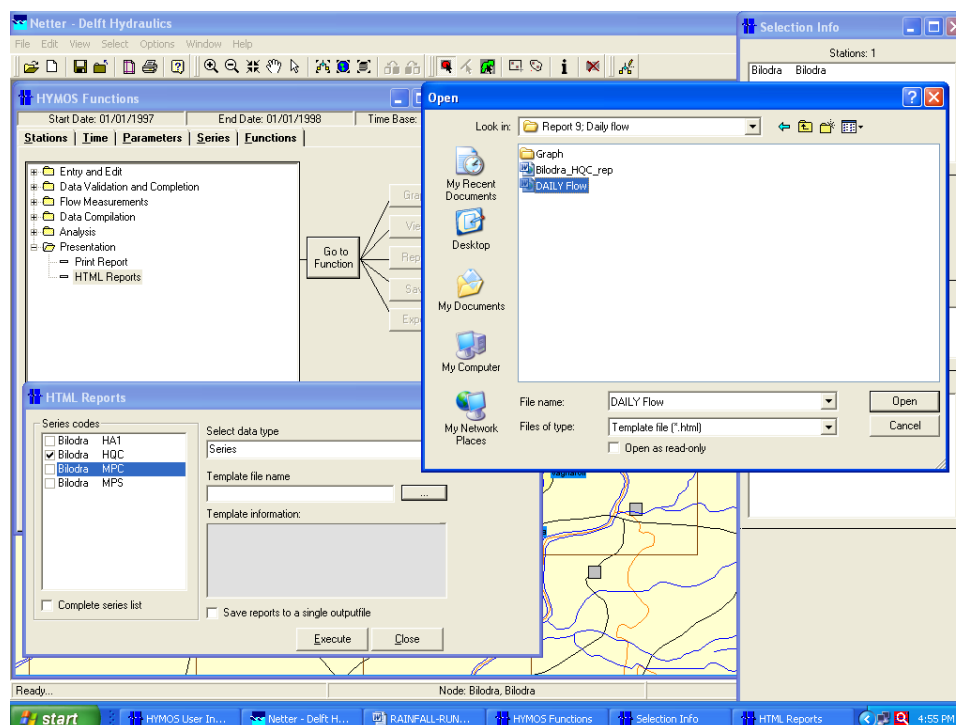 Netter - Delft Hydraulics
File Edit View Select Options Window Help
Selection Info
Stations: 1
Bilodra Bilodra
HYMOS Functions
Start Date: 01/01/1997 End Date: 01/01/1998 Time Base:
Stations Time Parameters Series Functions
Entry and Edit
Data Validation and Completion
Flow Measurements
Data Compilation
Analysis
Presentation
Print Report
HTML Reports
Go to
Function
Gra
Vie
Rep
Sav
Exp
Open
Look in: Report 9; Daily flow
My Recent
Documents
Desktop
My Documents
My Computer
My Network
Places
Graph
Bilodra_HQC_rep
DAILY Flow
File name: DAILY Flow Open
Files of type: Template file (*.html) Cancel
Open as read-only
HTML Reports
Series codes
Bilodra HA1
Bilodra HQC
Bilodra MPC
Bilodra MPS
Complete series list
Select data type
Series
Template file name
...
Template information:
Save reports to a single outputfile
Execute Close
Ready... Node: Bilodra, Bilodra
start HYMOS User In... Netter - Delft H... RAINFALL-RUN... HYMOS Functions Selection Info HTML Reports 4:55 PM